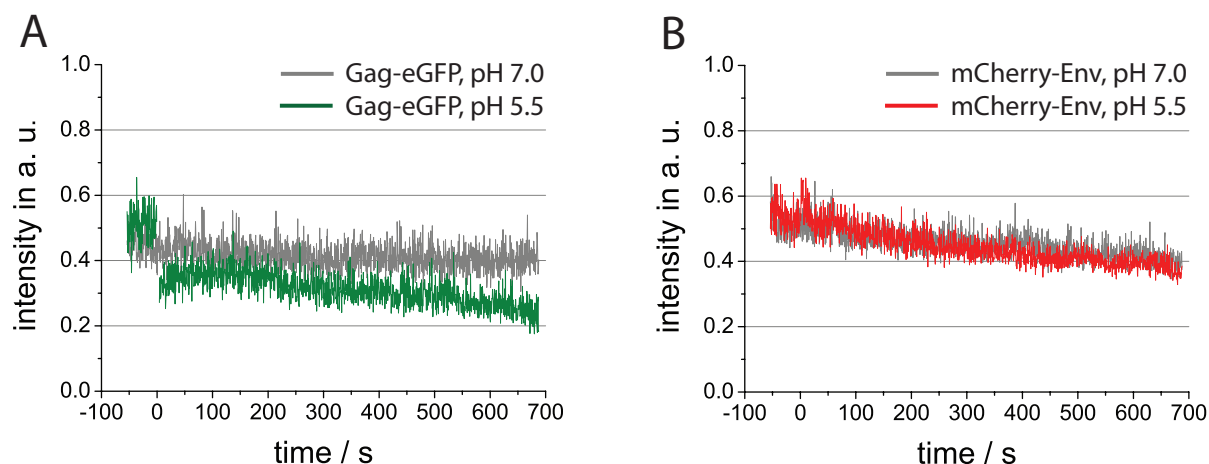 A
Gag-eGFP, pH 7.0
Gag-eGFP, pH 5.5
intensity in a. u.
1.0
0.8
0.6
0.4
0.2
0.0
-100 0 100 200 300 400 500 600 700
time / s
B
mCherry-Env, pH 7.0
mCherry-Env, pH 5.5
intensity in a. u.
1.0
0.8
0.6
0.4
0.2
0.0
-100 0 100 200 300 400 500 600 700
time / s